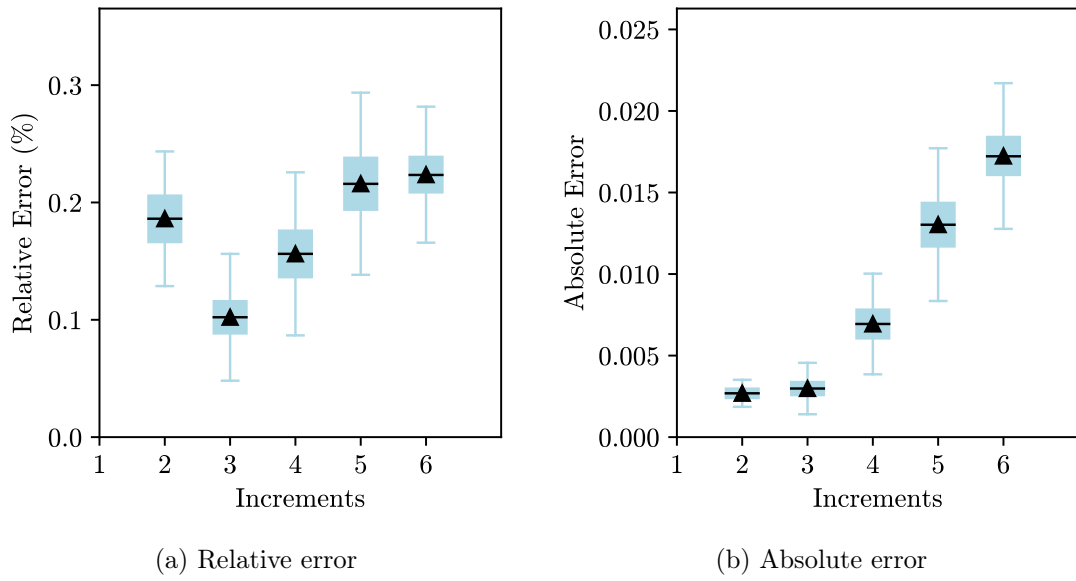 Relative Error (%)
0.3
0.2
0.1
0.0
1 2 3 4 5 6
Increments
(a) Relative error
Absolute Error
0.025
0.020
0.015
0.010
0.005
0.000
1 2 3 4 5 6
Increments
(b) Absolute error